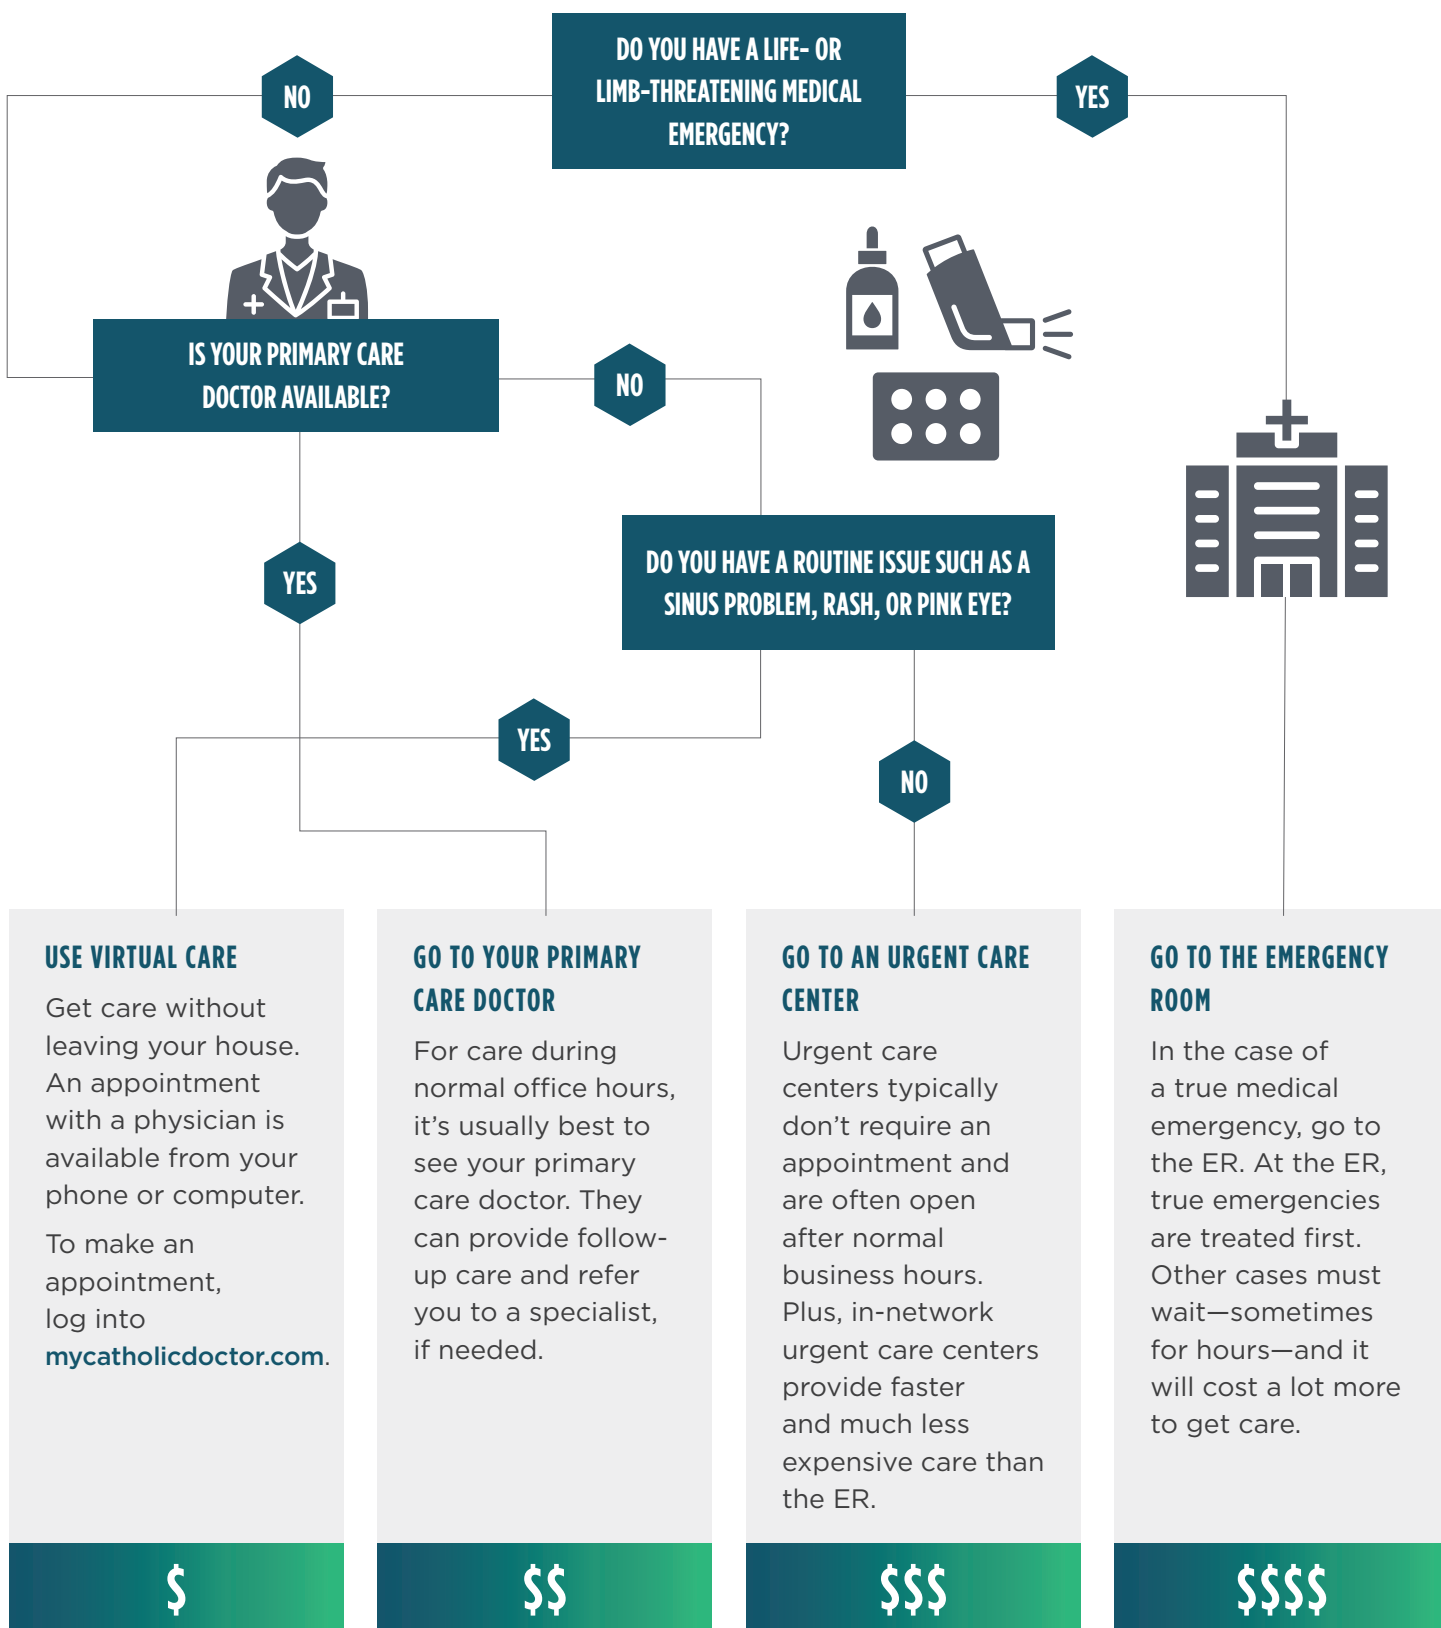 DO YOU HAVE A LIFE- OR
LIMB-THREATENING MEDICAL
EMERGENCY?
NO
YES
IS YOUR PRIMARY CARE
DOCTOR AVAILABLE?
NO
YES
DO YOU HAVE A ROUTINE ISSUE SUCH AS A
SINUS PROBLEM, RASH, OR PINK EYE?
YES
NO
USE VIRTUAL CARE
Get care without
leaving your house.
An appointment
with a physician is
available from your
phone or computer.
To make an
appointment,
log into
mycatholicdoctor.com.
$
GO TO YOUR PRIMARY
CARE DOCTOR
For care during
normal office hours,
it’s usually best to
see your primary
care doctor. They
can provide follow-
up care and refer
you to a specialist,
if needed.
$$
GO TO AN URGENT CARE
CENTER
Urgent care
centers typically
don’t require an
appointment and
are often open
after normal
business hours.
Plus, in-network
urgent care centers
provide faster
and much less
expensive care than
the ER.
$$$
GO TO THE EMERGENCY
ROOM
In the case of
a true medical
emergency, go to
the ER. At the ER,
true emergencies
are treated first.
Other cases must
wait—sometimes
for hours—and it
will cost a lot more
to get care.
$$$$